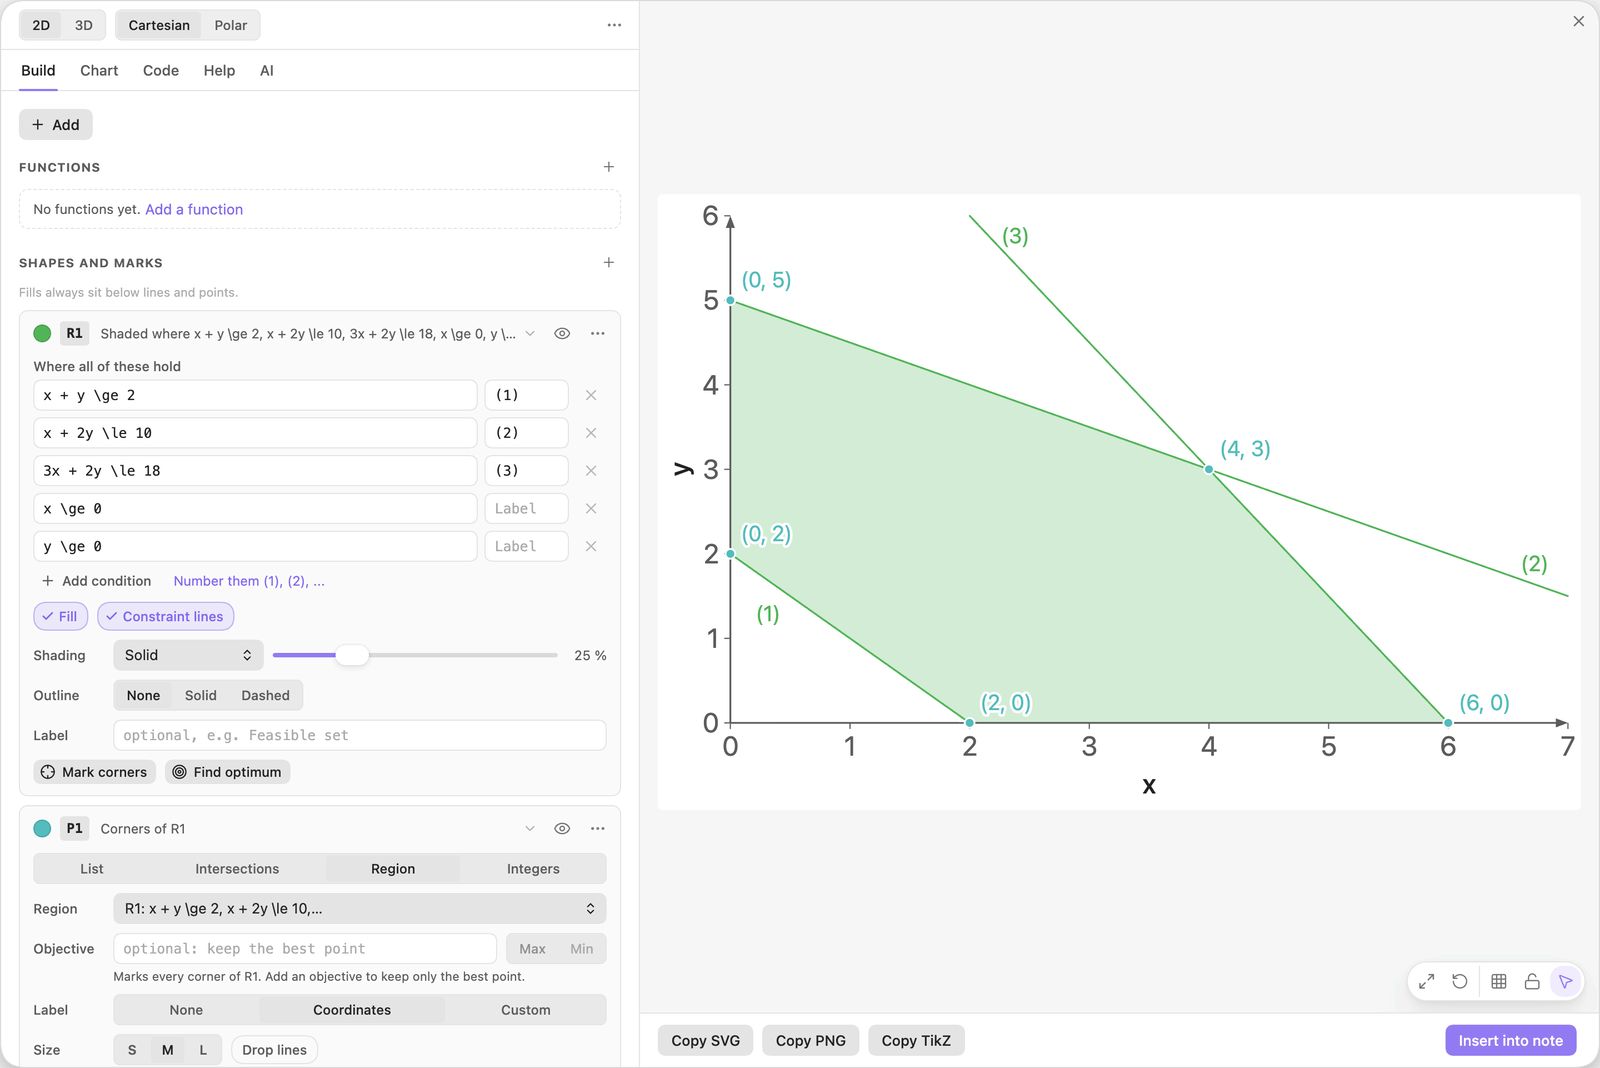 2D 3D Cartesian Polar
Build Chart Code Help AI
+ Add
FUNCTIONS
No functions yet. Add a function
SHAPES AND MARKS
Fills always sit below lines and points.
R1 Shaded where x + y \ge 2, x + 2y \le 10, 3x + 2y \le 18, x \ge 0, y \...
Where all of these hold
x + y \ge 2 (1)
x + 2y \le 10 (2)
3x + 2y \le 18 (3)
x \ge 0 Label
y \ge 0 Label
+ Add condition Number them (1), (2), ...
Fill Constraint lines
Shading Solid 25 %
Outline None Solid Dashed
Label optional, e.g. Feasible set
Mark corners Find optimum
P1 Corners of R1
List Intersections Region Integers
Region R1: x + y \ge 2, x + 2y \le 10,...
Objective optional: keep the best point Max Min
Marks every corner of R1. Add an objective to keep only the best point.
Label None Coordinates Custom
Size S M L Drop lines
6
(3)
(0, 5)
5
4
(4, 3)
y 3
(0, 2)
2
(2)
(1)
1
(2, 0) (6, 0)
0
0 1 2 3 4 5 6 7
x
Copy SVG Copy PNG Copy TikZ Insert into note